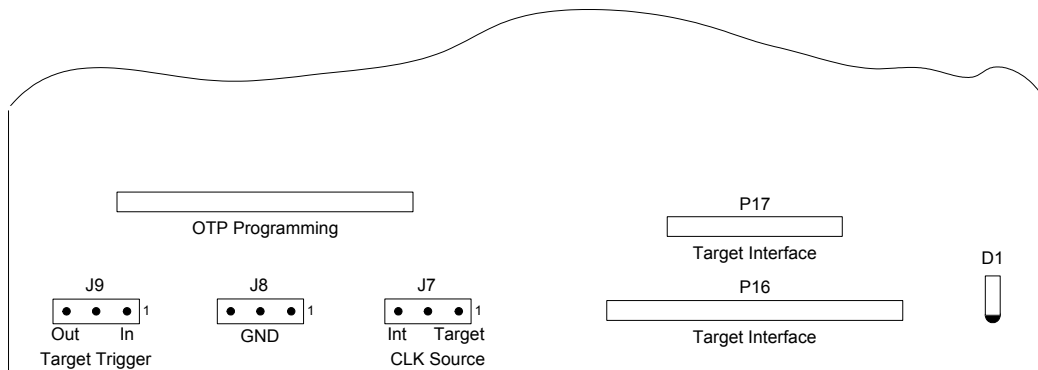 P17
OTP Programming
Target Interface
D1
J9
J8
J7
P16
1
1
1
Out In
GND
Int Target
Target Interface
Target Trigger
CLK Source